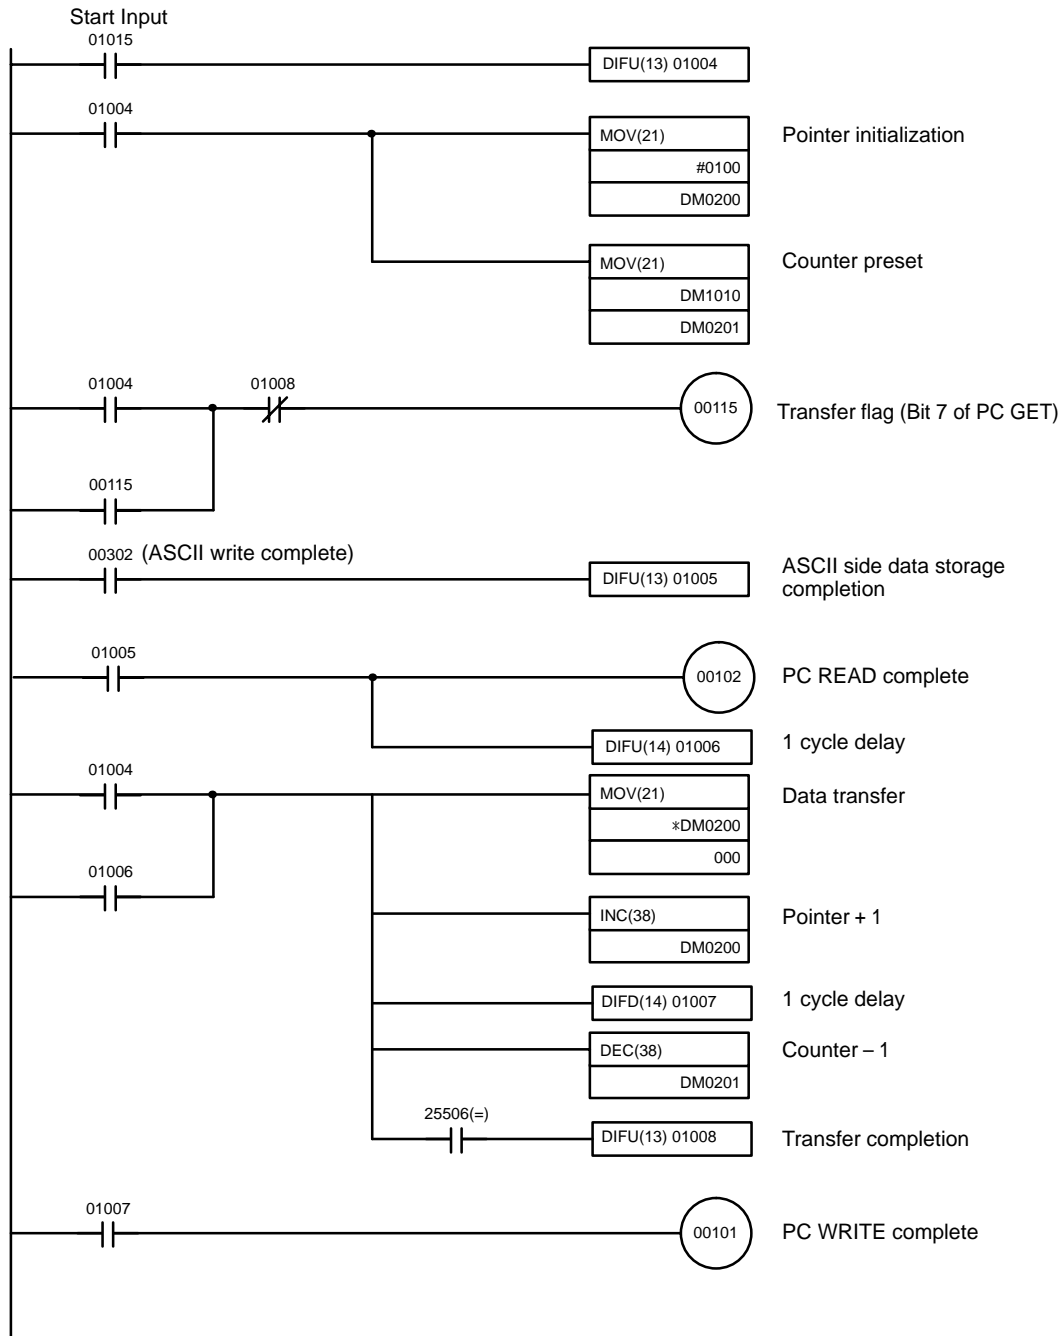 Start Input
01015
DIFU(13) 01004
01004
MOV(21)
#0100
DM0200
Pointer initialization
MOV(21)
DM1010
DM0201
Counter preset
01004
01008
00115
Transfer flag (Bit 7 of PC GET)
00115
00302 (ASCII write complete)
DIFU(13) 01005
ASCII side data storage
completion
01005
00102
PC READ complete
DIFU(14) 01006
1 cycle delay
01004
MOV(21)
*DM0200
000
Data transfer
01006
INC(38)
DM0200
Pointer + 1
DIFD(14) 01007
1 cycle delay
DEC(38)
DM0201
Counter – 1
25506(=)
DIFU(13) 01008
Transfer completion
01007
00101
PC WRITE complete